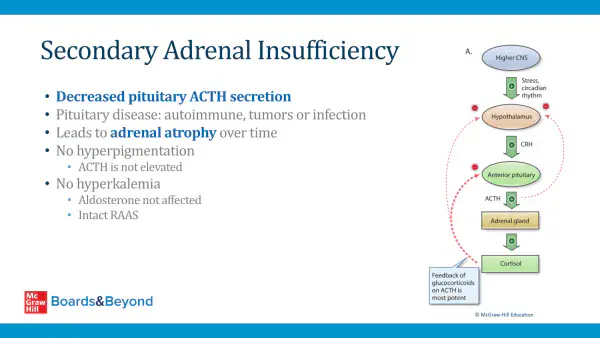 Secondary Adrenal Insufficiency
• Decreased pituitary ACTH secretion
• Pituitary disease: autoimmune, tumors or infection
• Leads to adrenal atrophy over time
• No hyperpigmentation
• ACTH is not elevated
• No hyperkalemia
• Aldosterone not affected
• Intact RAAS
A.
Higher CNS
Stress,
circadian
rhythm
Hypothalamus
CRH
Anterior pituitary
ACTH
Adrenal gland
Cortisol
Feedback of
glucocorticoids
on ACTH is
most potent
© McGraw-Hill Education
Mc
Graw
Hill
Boards&Beyond